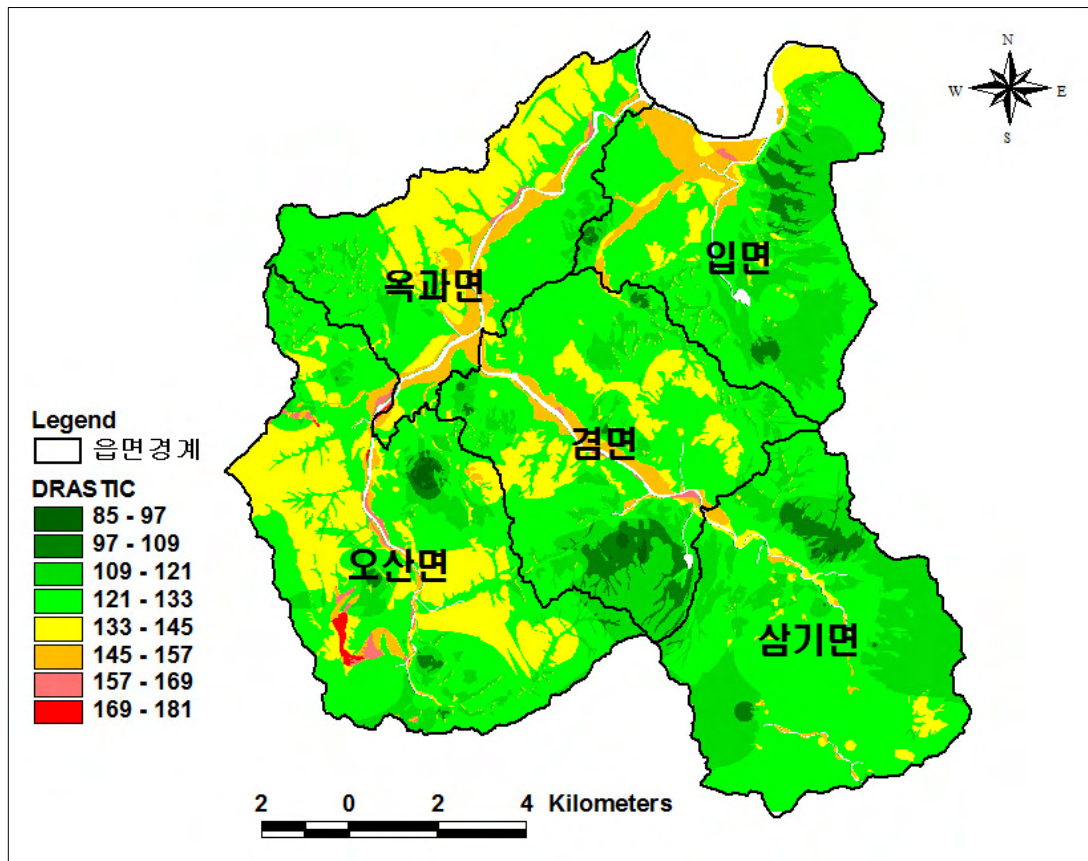 N
W E
S
입면
옥과면
겸면
오산면
삼기면
Legend
읍면경계
DRASTIC
85 - 97
97 - 109
109 - 121
121 - 133
133 - 145
145 - 157
157 - 169
169 - 181
2 0 2 4 Kilometers